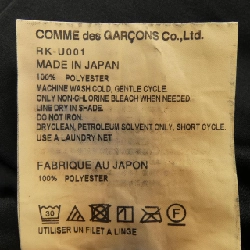 COMME des GARÇONS Co.,Ltd.
RK-U001
MADE IN JAPAN
100% POLYESTER
MACHINE WASH COLD, GENTLE CYCLE.
ONLY NON-CHLORINE BLEACH WHEN NEEDED.
LINE DRY IN SHADE.
DO NOT IRON.
DRYCLEAN, PETROLEUM SOLVENT ONLY, SHORT CYCLE.
USE A LAUNDRY NET.
FABRIQUE AU JAPON
100% POLYESTER
30 F
UTILISER UN FILET A LINGE